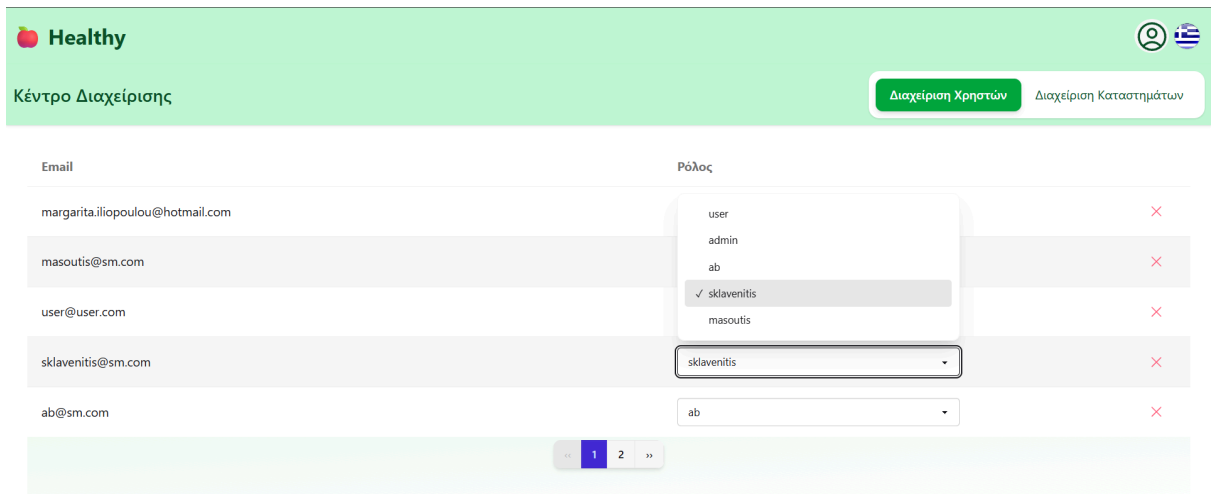 Healthy
Κέντρο Διαχείρισης
Διαχείριση Χρηστών Διαχείριση Καταστημάτων
Email Ρόλος
margarita.iliopoulou@hotmail.com
user
admin
masoutis@sm.com
ab
✓ sklavenitis
user@user.com
masoutis
sklavenitis@sm.com sklavenitis
ab@sm.com ab
‹‹ 1 2 ››